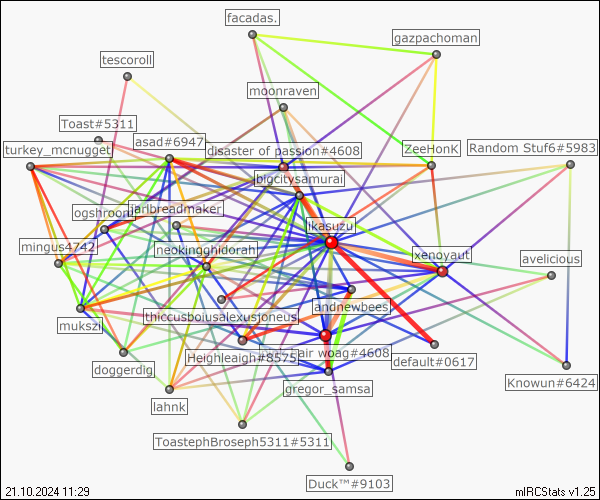 facadas.
gazpachoman
tescoroll
moonraven
Toast#5311
asad#6947
turkey_mcnugget
disaster of passion#4608
ZeeHonK
Random Stuf6#5983
bigcitysamurai
jaribreadmaker
ogshroom
ikasuzu
mingus4742
neokingghidorah
xenoyaut
avelicious
andnewbees
thiccusboiusalexusjoneus
mukszi
air woag#4608
Heighleaigh#8575
default#0617
doggerdig
gregor_samsa
Knowun#6424
lahnk
ToastephBroseph5311#5311
Duck™#9103
21.10.2024 11:29
mIRCStats v1.25